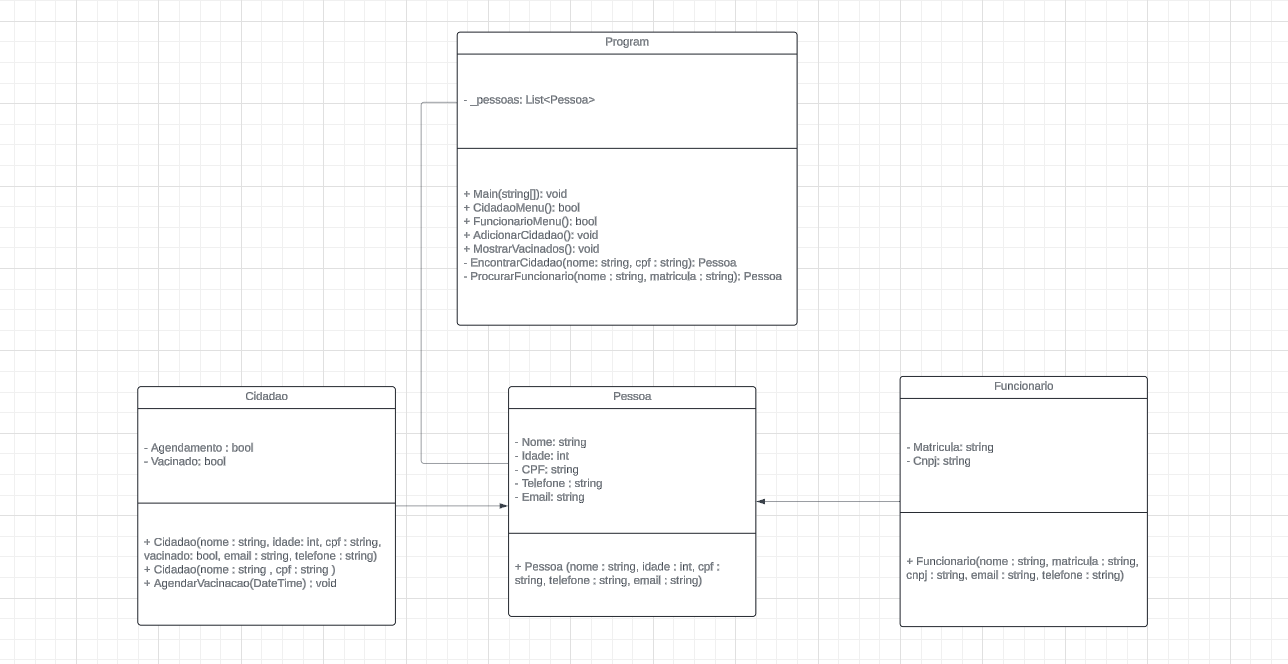 Program
- _pessoas: List<Pessoa>
+ Main(string[]): void
+ CidadaoMenu(): bool
+ FuncionarioMenu(): bool
+ AdicionarCidadao(): void
+ MostrarVacinados(): void
- EncontrarCidadao(nome: string, cpf : string): Pessoa
- ProcurarFuncionario(nome : string, matricula : string): Pessoa
Cidadao
- Agendamento : bool
- Vacinado: bool
+ Cidadao(nome : string, idade: int, cpf : string,
vacinado: bool, email : string, telefone : string)
+ Cidadao(nome : string , cpf : string )
+ AgendarVacinacao(DateTime) : void
Pessoa
- Nome: string
- Idade: int
- CPF: string
- Telefone : string
- Email: string
+ Pessoa (nome : string, idade : int, cpf :
string, telefone : string, email : string)
Funcionario
- Matricula: string
- Cnpj: string
+ Funcionario(nome : string, matricula : string,
cnpj : string, email : string, telefone : string)